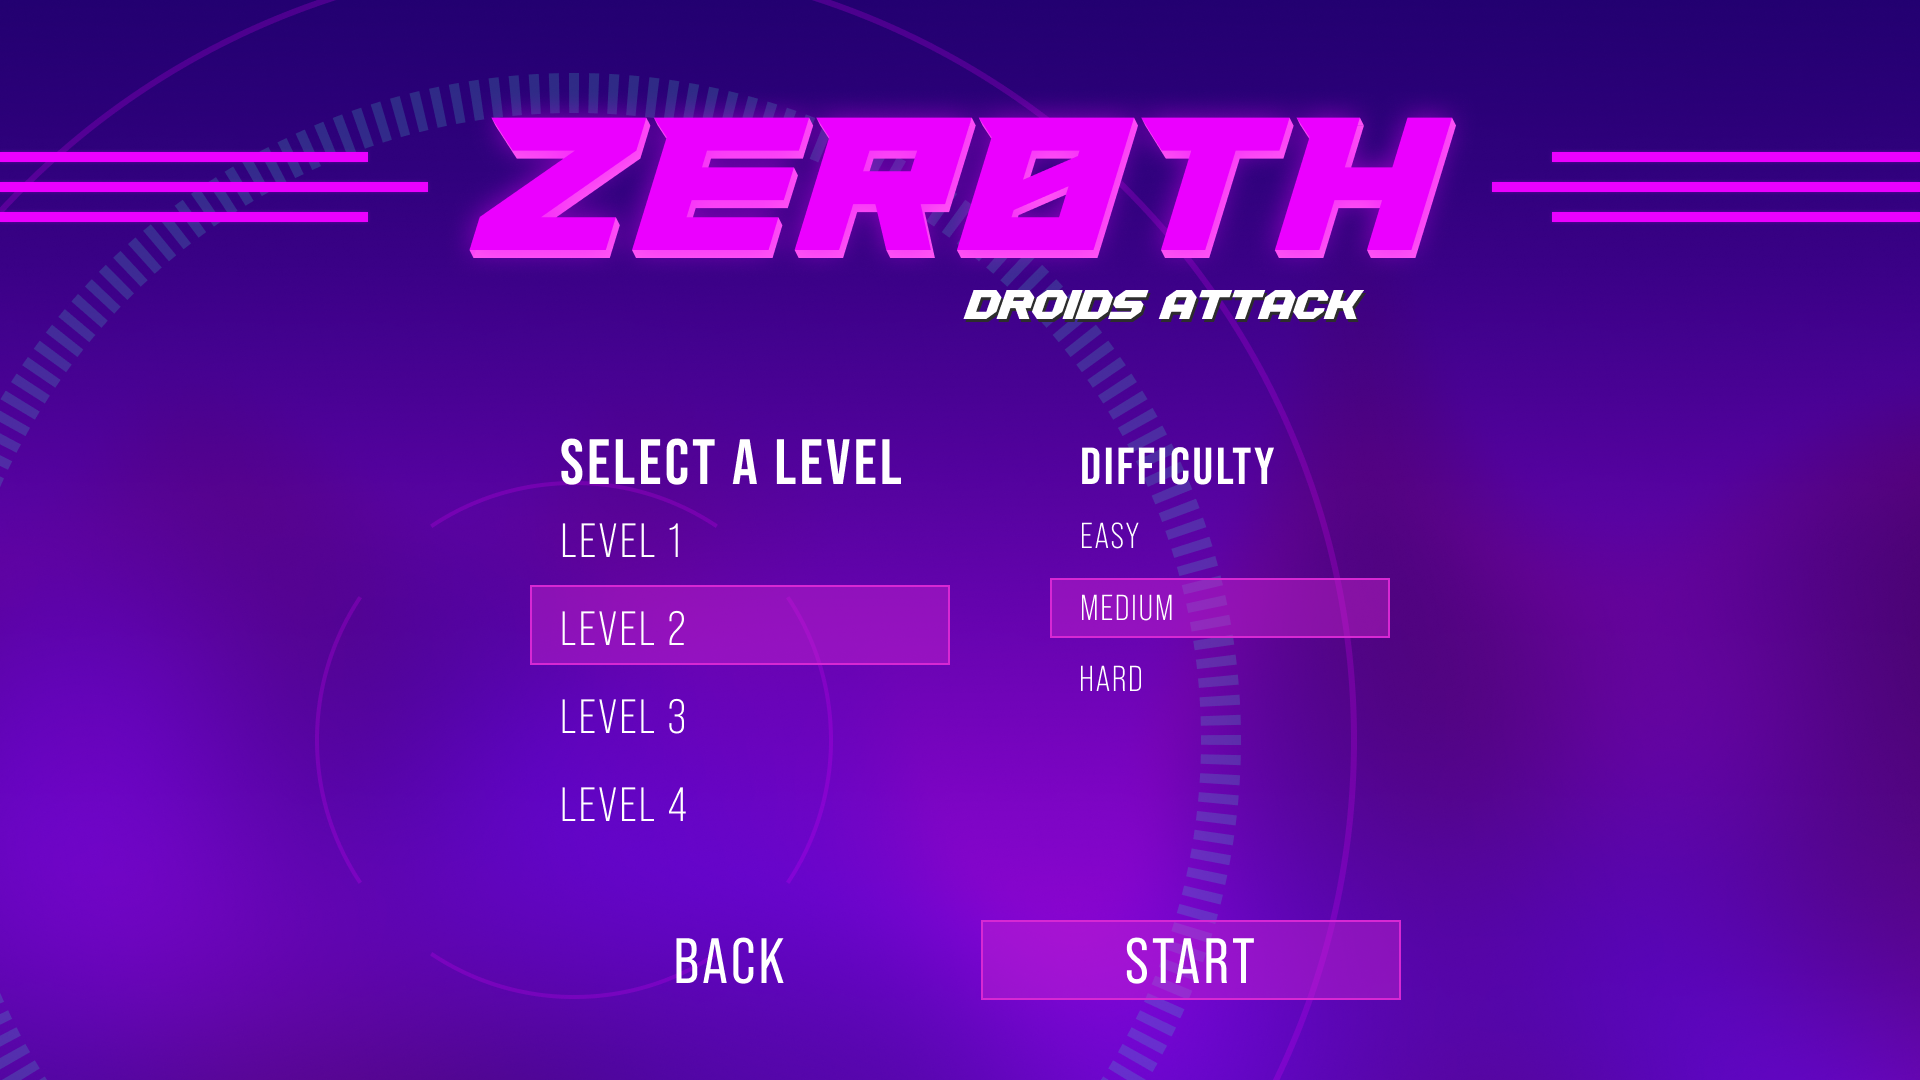 ZERØTH
DROIDS ATTACK
SELECT A LEVEL
LEVEL 1
LEVEL 2
LEVEL 3
LEVEL 4
DIFFICULTY
EASY
MEDIUM
HARD
BACK
START